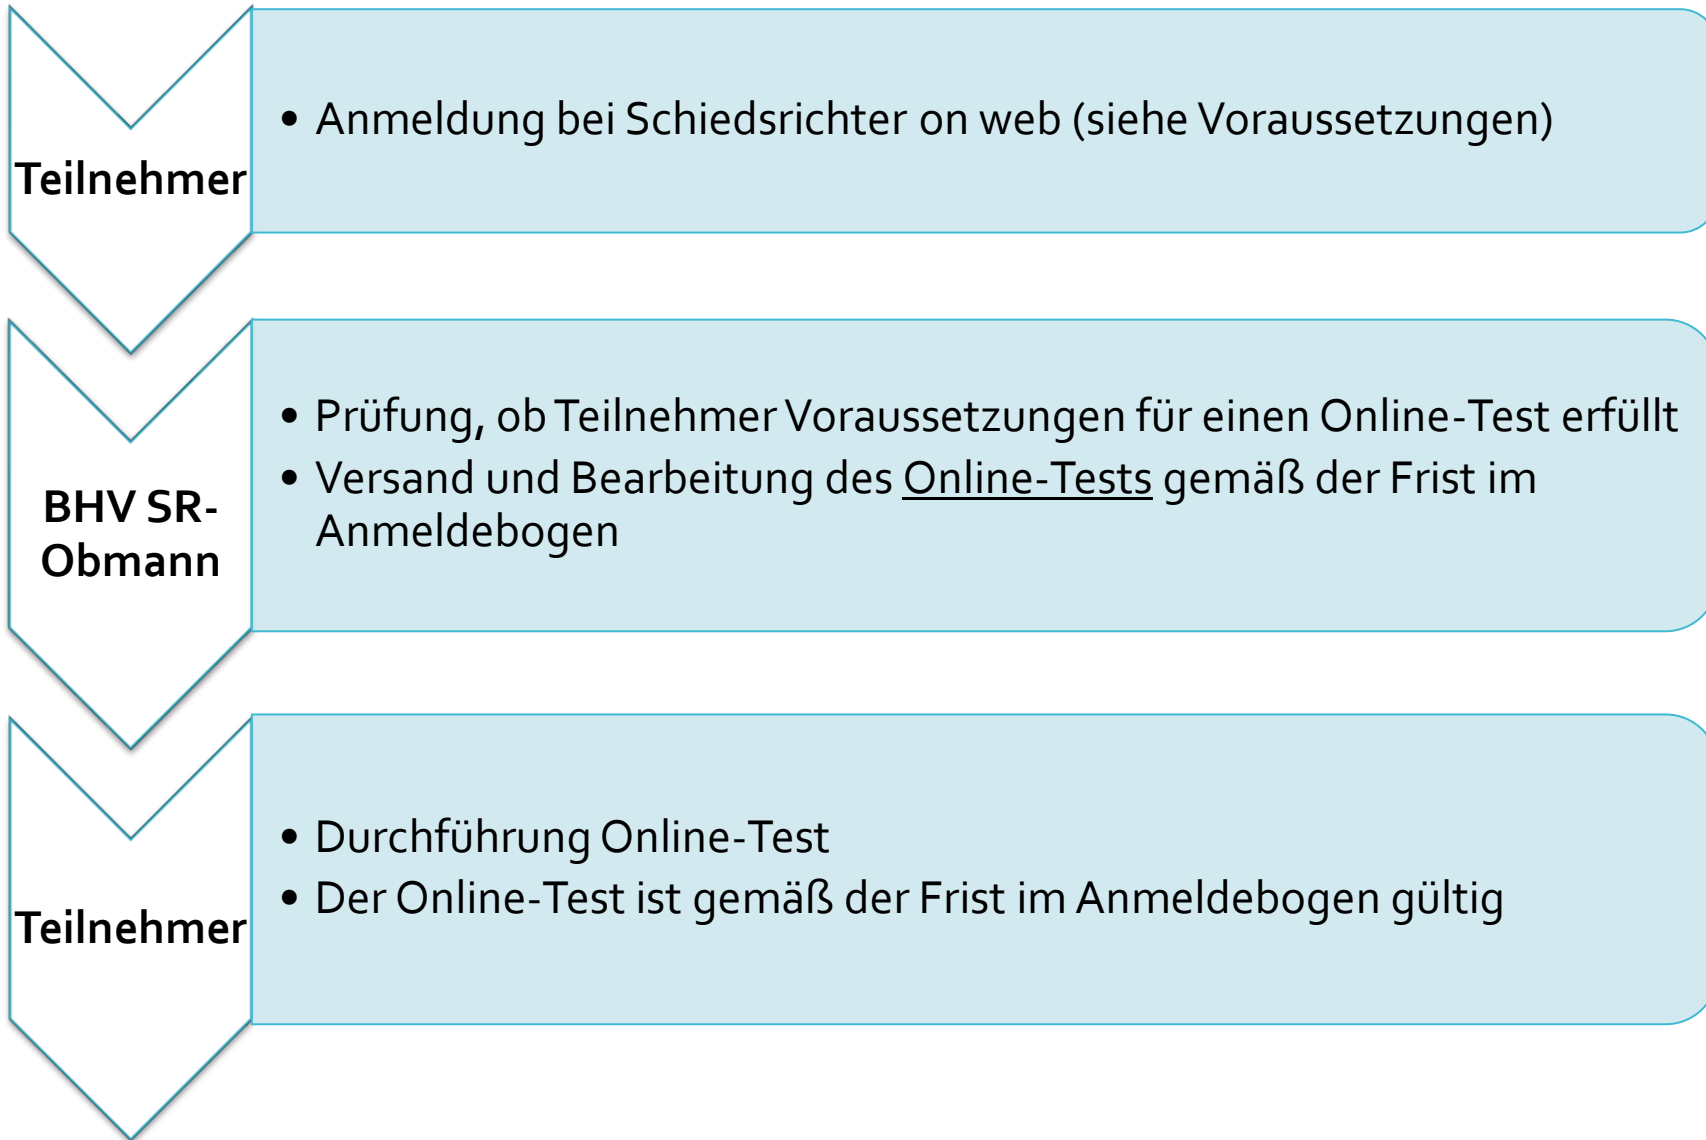 Teilnehmer
• Anmeldung bei Schiedsrichter on web (siehe Voraussetzungen)
BHV SR-
Obmann
• Prüfung, ob Teilnehmer Voraussetzungen für einen Online-Test erfüllt
• Versand und Bearbeitung des Online-Tests gemäß der Frist im
Anmeldebogen
Teilnehmer
• Durchführung Online-Test
• Der Online-Test ist gemäß der Frist im Anmeldebogen gültig